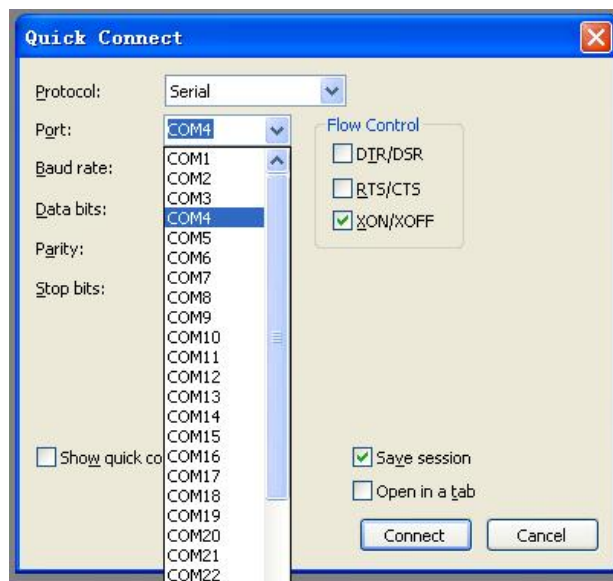 Quick Connect
Protocol: Serial
Port: COM4
Flow Control
DTR/DSR
RTS/CTS
XON/XOFF
Baud rate:
Data bits:
Parity:
Stop bits:
COM1
COM2
COM3
COM4
COM5
COM6
COM7
COM8
COM9
COM10
COM11
COM12
COM13
COM14
COM15
COM16
COM17
COM18
COM19
COM20
COM21
COM22
Show quick co
Save session
Open in a tab
Connect
Cancel